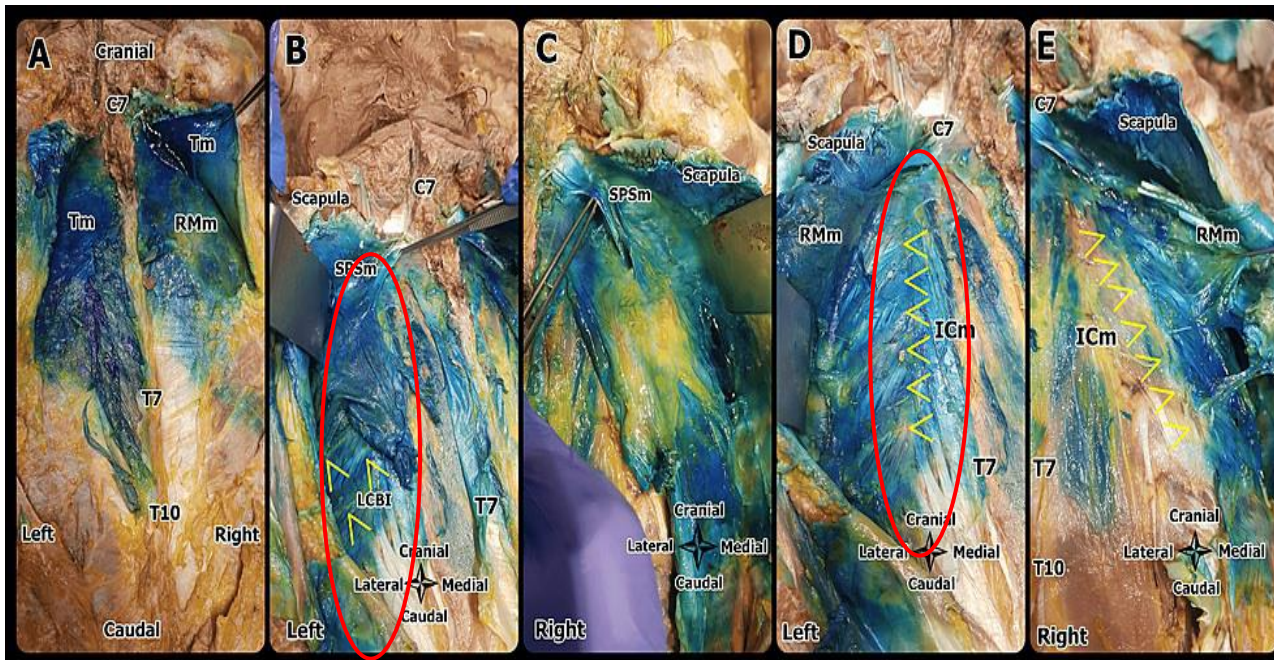 A
Cranial
C7
Tm
Tm
RMm
T7
T10
Left
Right
Caudal
B
Scapula
C7
SPSm
LCBI
T7
Cranial
Lateral
Medial
Caudal
Left
C
SPSm
Scapula
Cranial
Lateral
Medial
Caudal
Right
D
Scapula
C7
RMm
ICm
T7
Cranial
Lateral
Medial
Caudal
Left
E
C7
Scapula
RMm
ICm
T7
Cranial
T10
Lateral
Medial
Caudal
Right